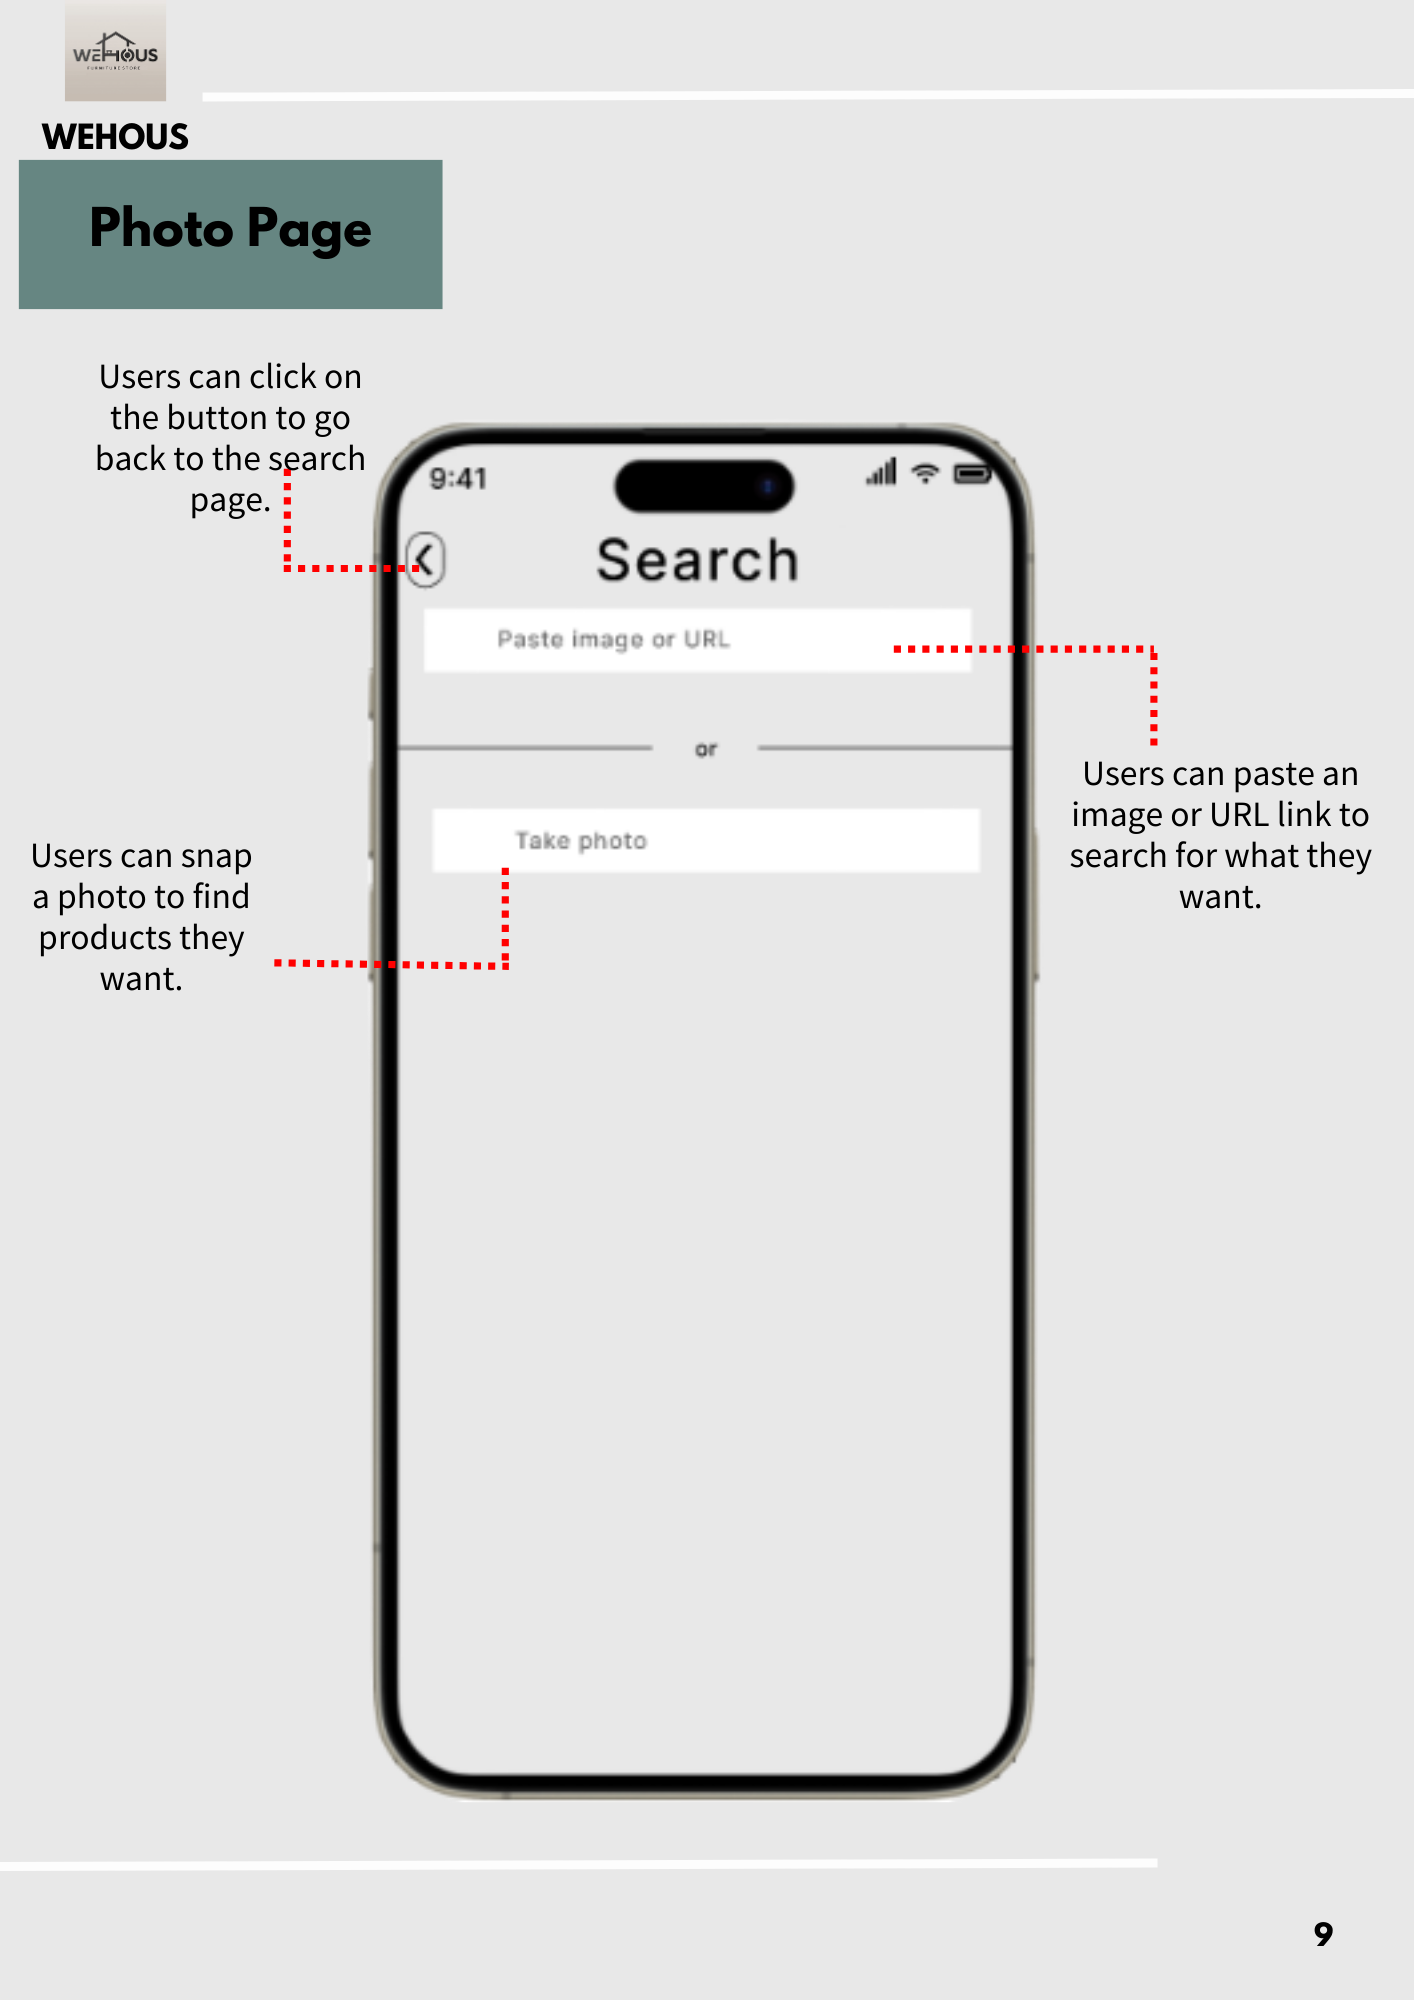 WEHOUS
FURNITURE STORE
WEHOUS
Photo Page
Users can click on
the button to go
back to the search
page.
9:41
Search
Paste image or URL
or
Take photo
Users can paste an
image or URL link to
search for what they
want.
Users can snap
a photo to find
products they
want.
9